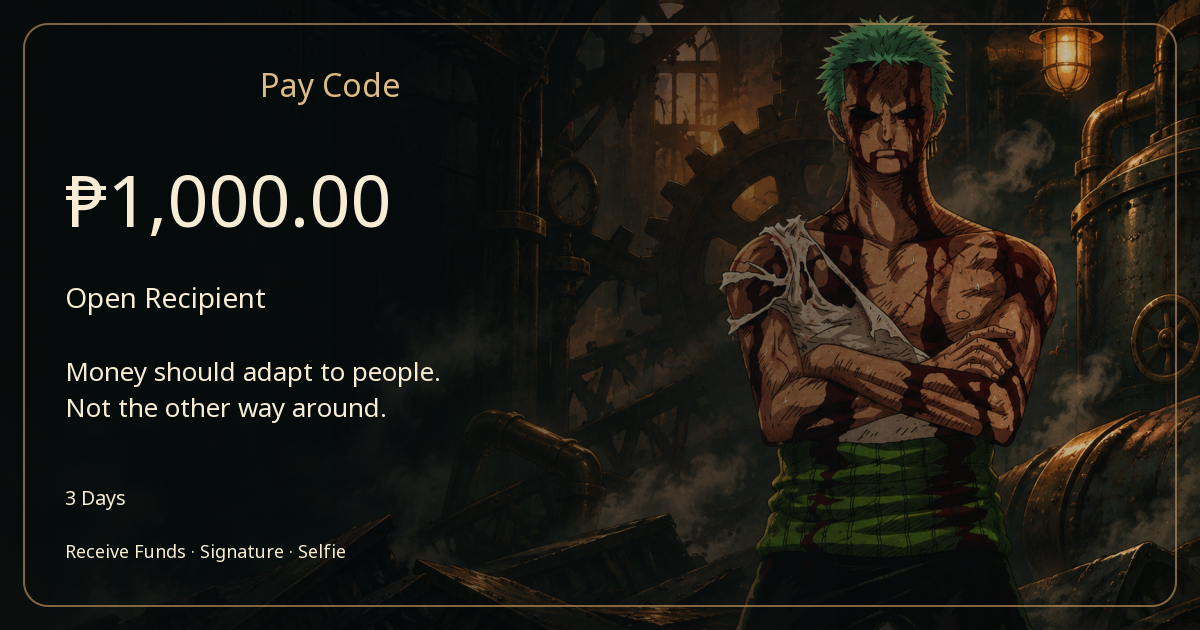 Pay Code
₱1,000.00
Open Recipient
Money should adapt to people.
Not the other way around.
3 Days
Receive Funds · Signature · Selfie